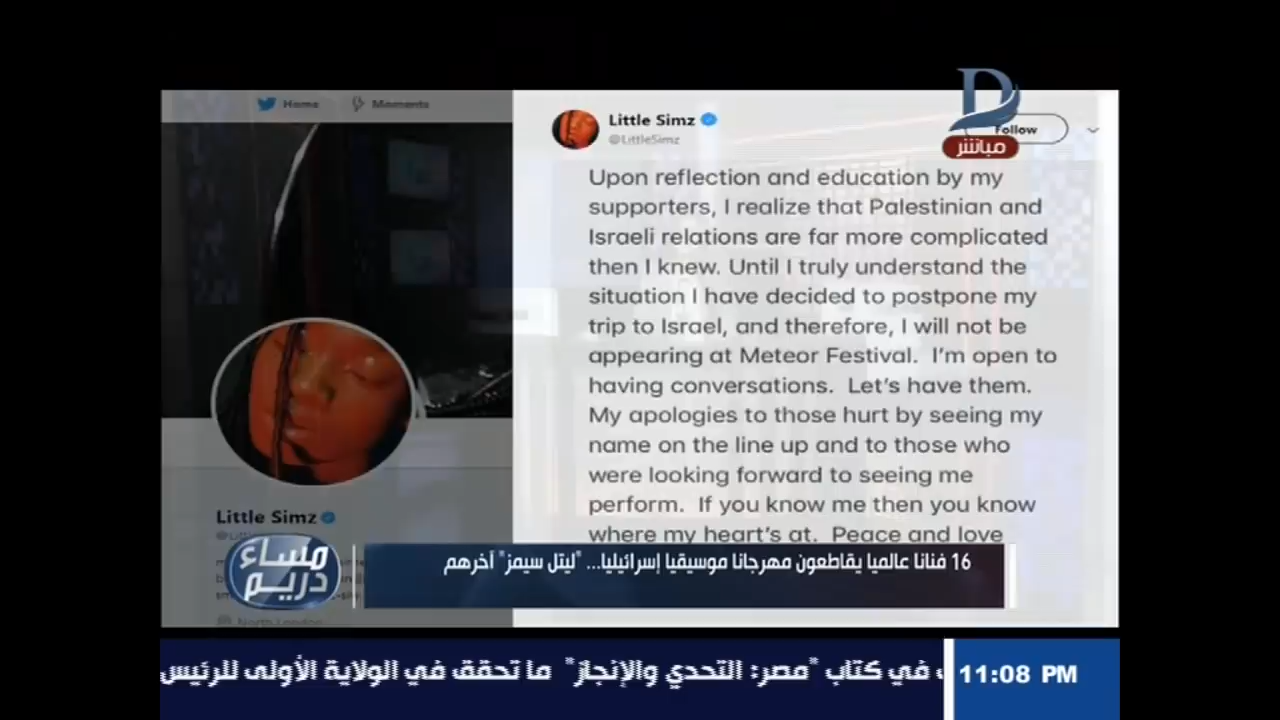 Home
Moments
Little Simz
@LittleSimz
Follow
مباشر
Upon reflection and education by my
supporters, I realize that Palestinian and
Israeli relations are far more complicated
then I knew. Until I truly understand the
situation I have decided to postpone my
trip to Israel, and therefore, I will not be
appearing at Meteor Festival. I'm open to
having conversations. Let's have them.
My apologies to those hurt by seeing my
name on the line up and to those who
were looking forward to seeing me
perform. If you know me then you know
where my heart's at. Peace and love
Little Simz
North London
مساء
دريم
16 فنانا عالميا يقاطعون مهرجانا موسيقيا إسرائيليا... "ليتل سيمز" آخرهم
في كتاب "مصر: التحدي والإنجاز" ما تحقق في الولاية الأولى للرئيس
11:08 PM